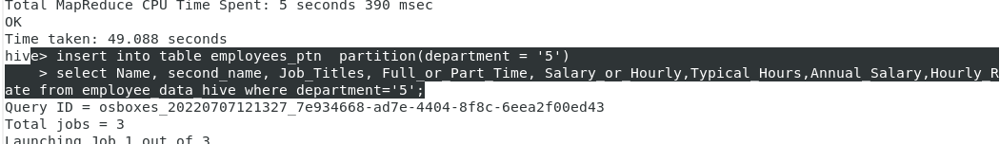 Total MapReduce CPU Time Spent: 5 seconds 390 msec
OK
Time taken: 49.088 seconds
hive> insert into table employees_ptn  partition(department = '5')
    > select Name, second_name, Job_Titles, Full_or_Part_Time, Salary_or_Hourly,Typical_Hours,Annual_Salary,Hourly_R
ate from employee_data_hive where department='5';
Query ID = osboxes_20220707121327_7e934668-ad7e-4404-8f8c-6eea2f00ed43
Total jobs = 3
Launching Job 1 out of 3